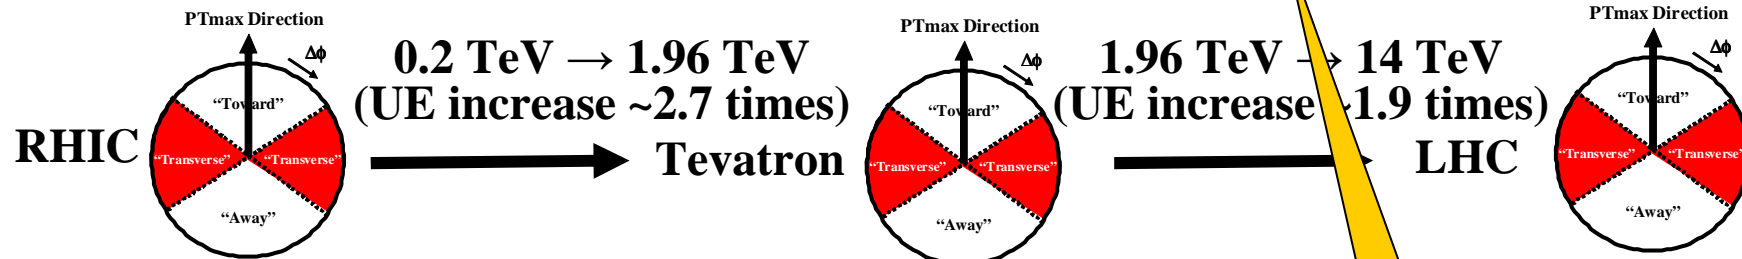 PTmax Direction
Δϕ
“Toward”
“Transverse” “Transverse”
“Away”
RHIC
0.2 TeV → 1.96 TeV
(UE increase ~2.7 times)
Tevatron
PTmax Direction
Δϕ
“Toward”
“Transverse” “Transverse”
“Away”
1.96 TeV → 14 TeV
(UE increase ~1.9 times)
LHC
PTmax Direction
Δϕ
“Toward”
“Transverse” “Transverse”
“Away”